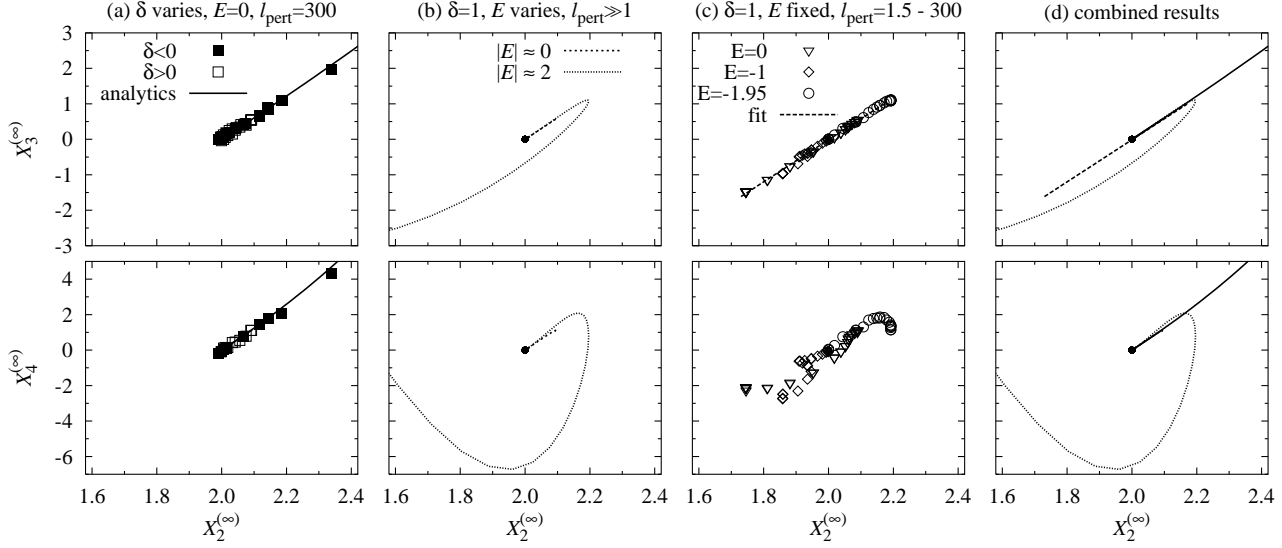 (a) δ varies, E=0, l_pert=300
(b) δ=1, E varies, l_pert≫1
(c) δ=1, E fixed, l_pert=1.5 - 300
(d) combined results
3
2
1
0
-1
-2
-3
X_3^(∞)
δ<0
δ>0
analytics
|E| ≈ 0
|E| ≈ 2
E=0
E=-1
E=-1.95
fit
4
2
0
-2
-4
-6
X_4^(∞)
1.6 1.8 2.0 2.2 2.4
1.6 1.8 2.0 2.2 2.4
1.6 1.8 2.0 2.2 2.4
1.6 1.8 2.0 2.2 2.4
X_2^(∞)
X_2^(∞)
X_2^(∞)
X_2^(∞)